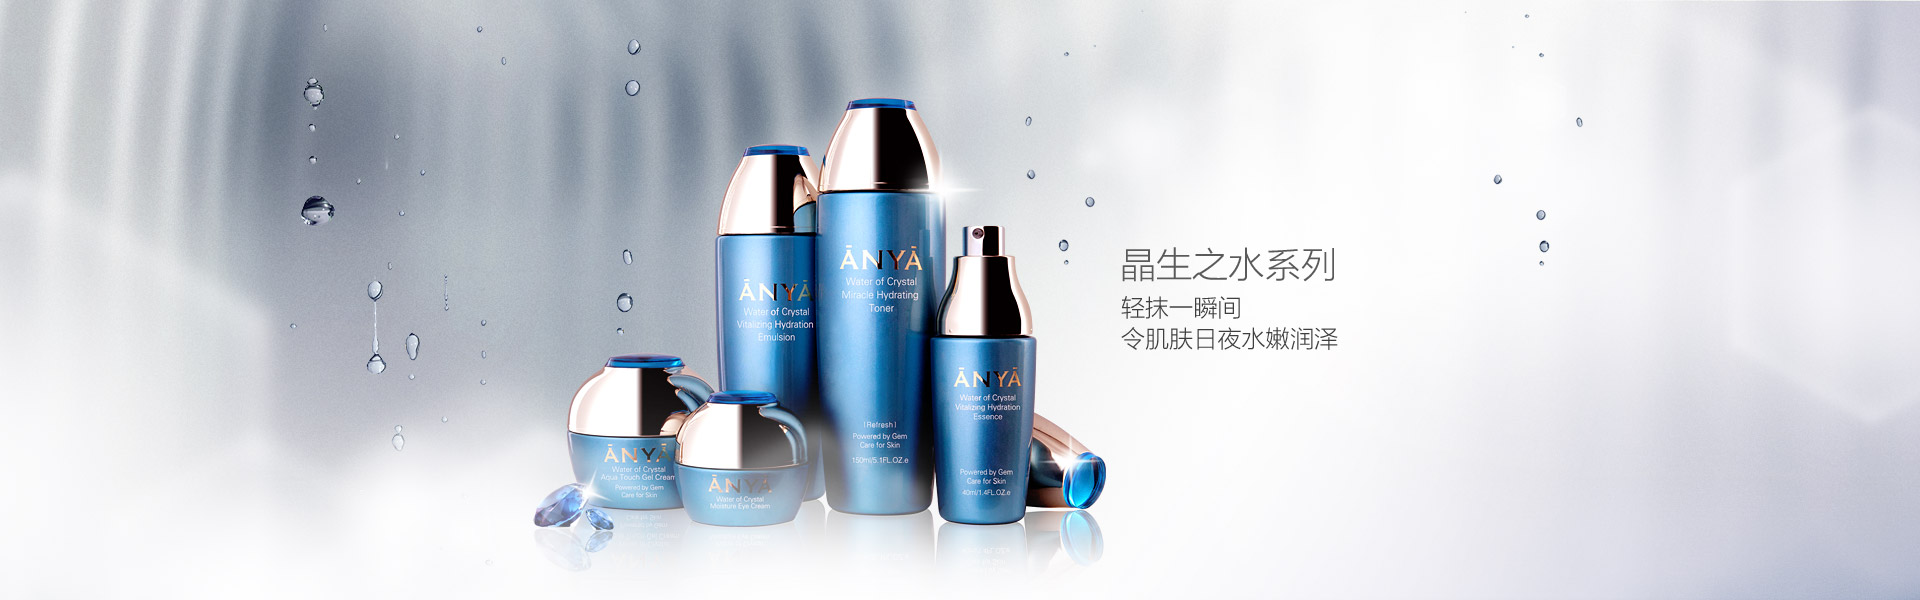 ĀNYĀ
Water of Crystal
Vitalizing Hydration
Emulsion
ĀNYĀ
Water of Crystal
Miracle Hydrating
Toner
[Refresh]
Powered by Gem
Care for Skin
150ml/5.1FL.OZ.e
ĀNYĀ
Water of Crystal
Vitalizing Hydration
Essence
Powered by Gem
Care for Skin
40ml/1.4FL.OZ.e
ĀNYĀ
Water of Crystal
Aqua Touch Gel Cream
Powered by Gem
Care for Skin
ĀNYĀ
Water of Crystal
Moisture Eye Cream
晶生之水系列
轻抹一瞬间
令肌肤日夜水嫩润泽